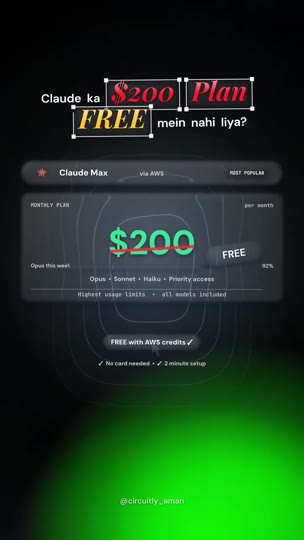 Claude ka $200 Plan
FREE mein nahi liya?
Claude Max via AWS MOST POPULAR
MONTHLY PLAN per month
$200
FREE
Opus this week 92%
Opus • Sonnet • Haiku • Priority access
Highest usage limits • all models included
FREE with AWS credits ✓
✓ No card needed • ✓ 2 minute setup
@circuitly_aman